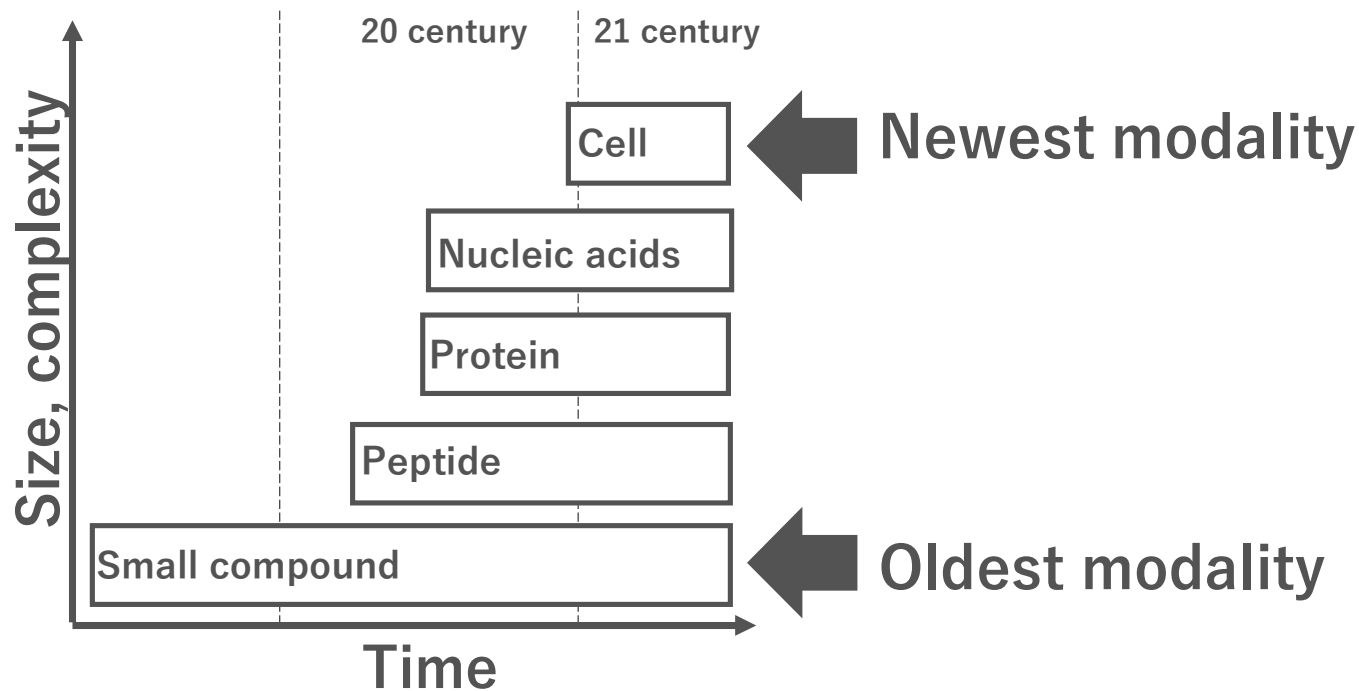 20 century
21 century
Size, complexity
Cell
Newest modality
Nucleic acids
Protein
Peptide
Small compound
Oldest modality
Time